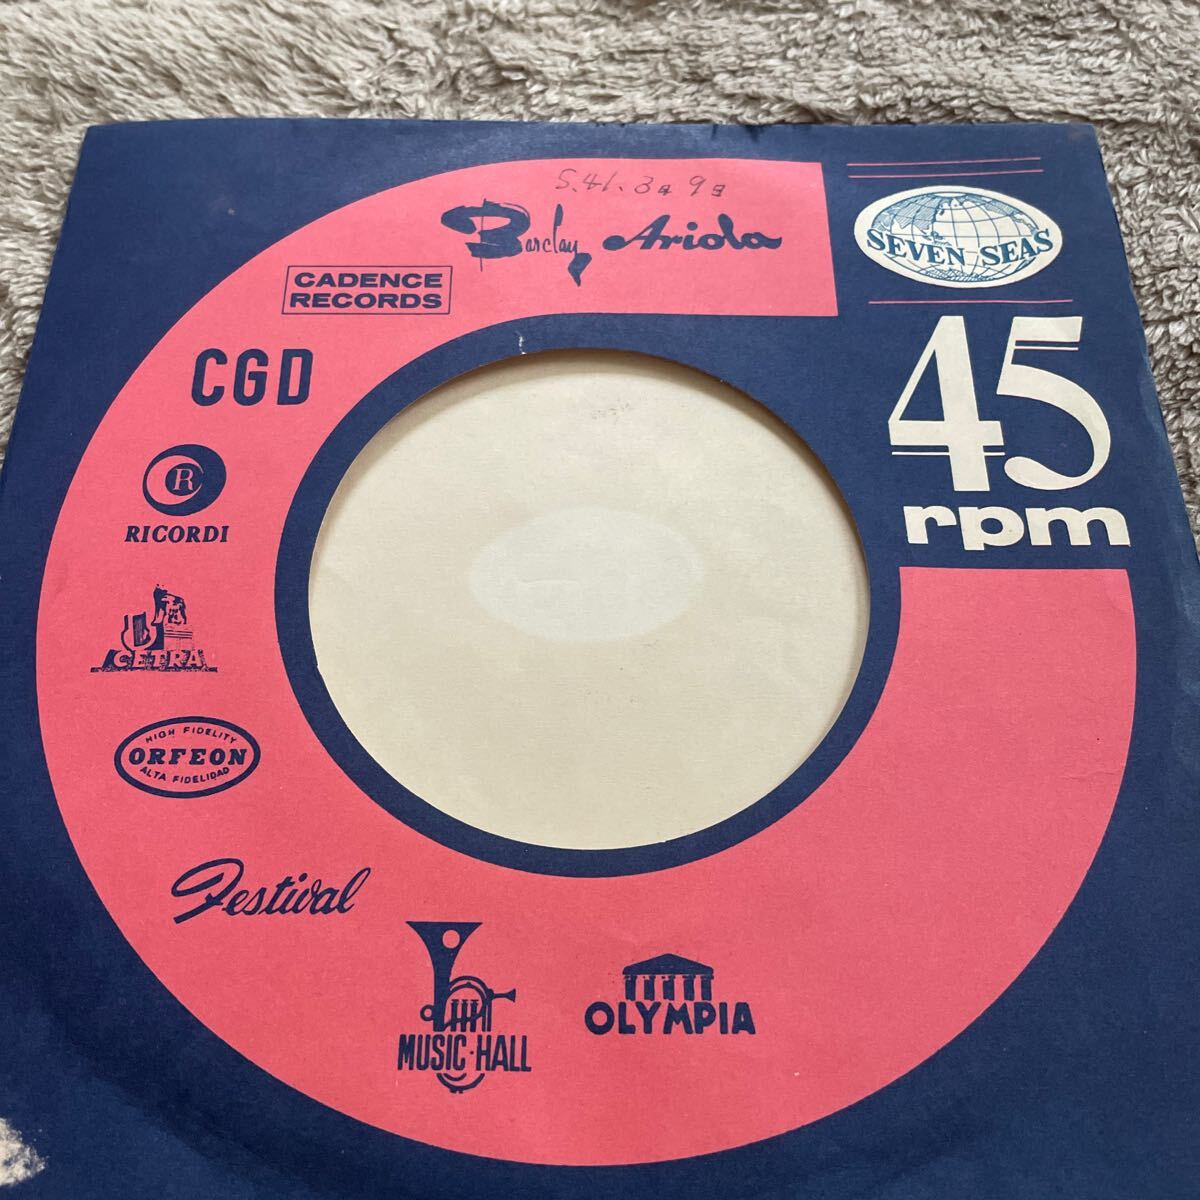 S.41.3月9日
Barclay Ariola
SEVEN SEAS
CADENCE
RECORDS
45
rpm
CGD
R
RICORDI
CETRA
HIGH FIDELITY
ORFEON
ALTA FIDELIDAD
Festival
MUSIC·HALL
OLYMPIA